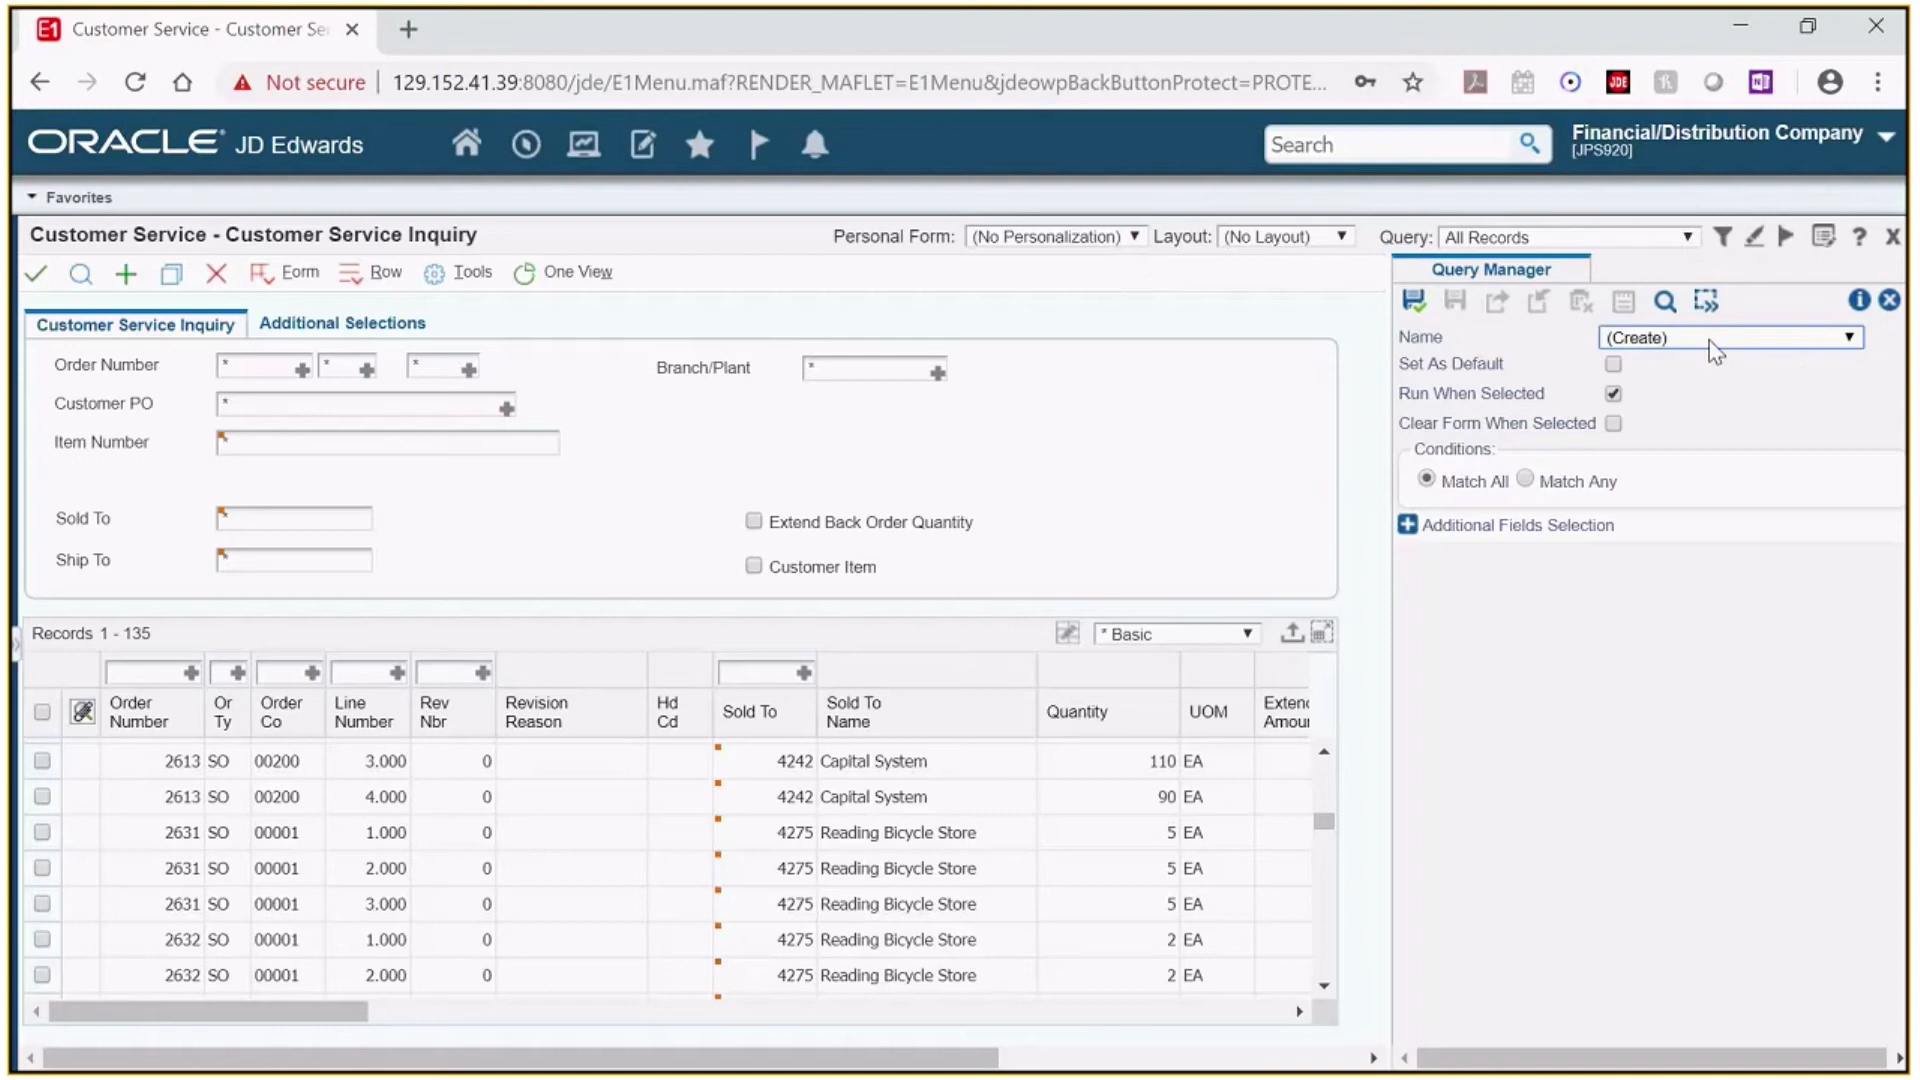 E1 Customer Service - Customer Se
Not secure 129.152.41.39:8080/jde/E1Menu.maf?RENDER_MAFLET=E1Menu&jdeowpBackButtonProtect=PROTE... JDE
ORACLE JD Edwards
Search
Financial/Distribution Company
[JPS920]
Favorites
Customer Service - Customer Service Inquiry
Personal Form: (No Personalization) Layout: (No Layout) Query: All Records
Form Row Tools One View
Query Manager
Customer Service Inquiry Additional Selections
Name (Create)
Set As Default
Run When Selected
Clear Form When Selected
Conditions:
Match All Match Any
Additional Fields Selection
Order Number * * *
Branch/Plant *
Customer PO *
Item Number *
Sold To *
Extend Back Order Quantity
Ship To *
Customer Item
Records 1 - 135
* Basic
Order Number Or Ty Order Co Line Number Rev Nbr Revision Reason Hd Cd Sold To Sold To Name Quantity UOM Extend Amour
2613 SO 00200 3.000 0 4242 Capital System 110 EA
2613 SO 00200 4.000 0 4242 Capital System 90 EA
2631 SO 00001 1.000 0 4275 Reading Bicycle Store 5 EA
2631 SO 00001 2.000 0 4275 Reading Bicycle Store 5 EA
2631 SO 00001 3.000 0 4275 Reading Bicycle Store 5 EA
2632 SO 00001 1.000 0 4275 Reading Bicycle Store 2 EA
2632 SO 00001 2.000 0 4275 Reading Bicycle Store 2 EA